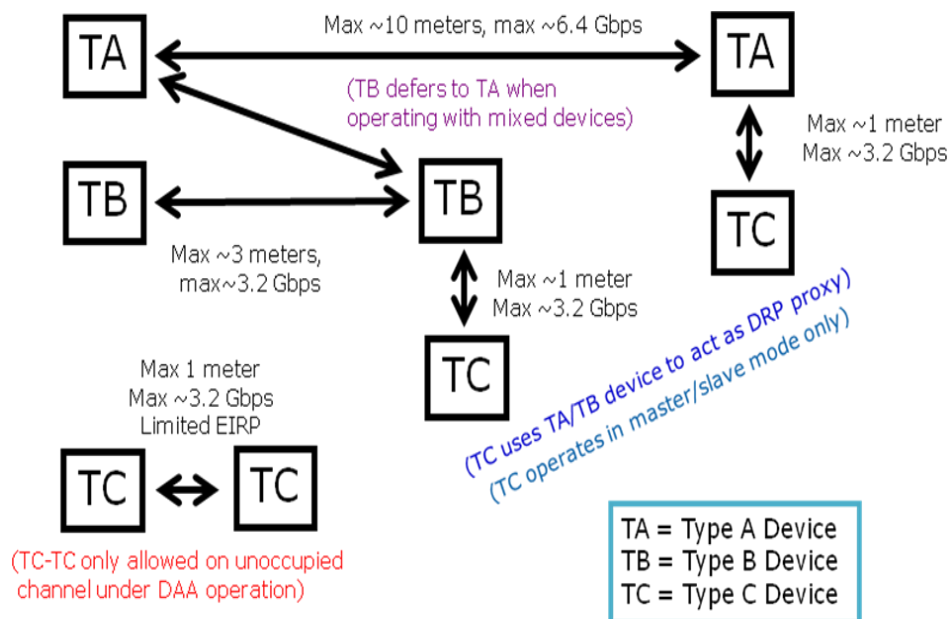 TA
Max ~10 meters, max ~6.4 Gbps
TA
(TB defers to TA when
operating with mixed devices)
Max ~1 meter
Max ~3.2 Gbps
TB
TB
TC
Max ~3 meters,
max~3.2 Gbps
Max ~1 meter
Max ~3.2 Gbps
TC
(TC uses TA/TB device to act as DRP proxy)
(TC operates in master/slave mode only)
Max 1 meter
Max ~3.2 Gbps
Limited EIRP
TC
TC
(TC-TC only allowed on unoccupied
channel under DAA operation)
TA = Type A Device
TB = Type B Device
TC = Type C Device